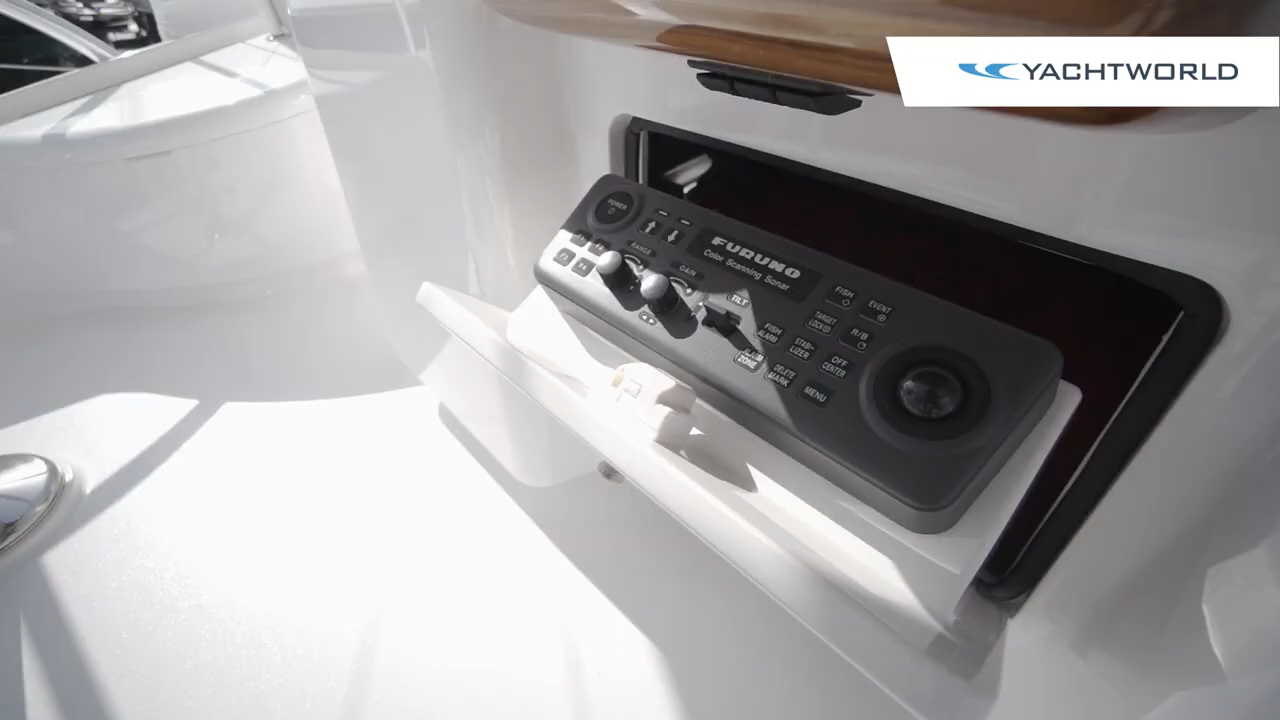 YACHTWORLD
POWER
FURUNO
Color Scanning Sonar
RANGE
GAIN
TILT
FISH
EVENT
TARGET
LOCK
R/B
FISH
ALARM
STABI-
LIZER
OFF
CENTER
ZONE
DELETE
MARK
MENU